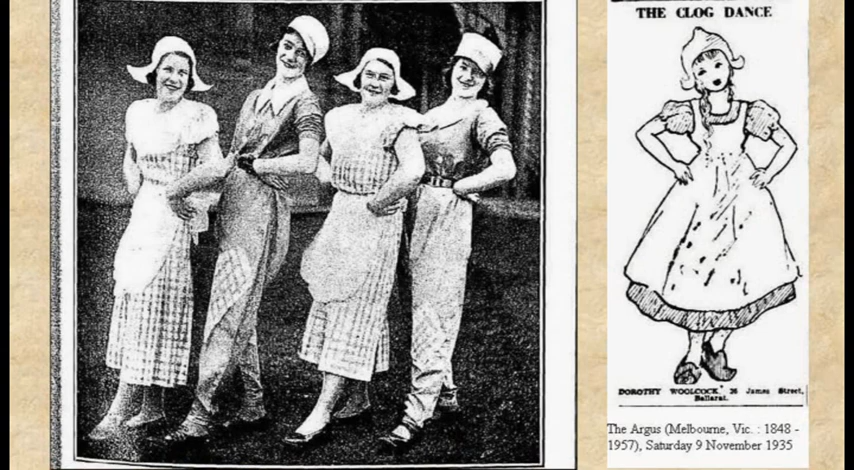 THE CLOG DANCE
DOROTHY WOOLCOCK, 26 James Street,
Ballarat.
The Argus (Melbourne, Vic. : 1848 -
1957), Saturday 9 November 1935